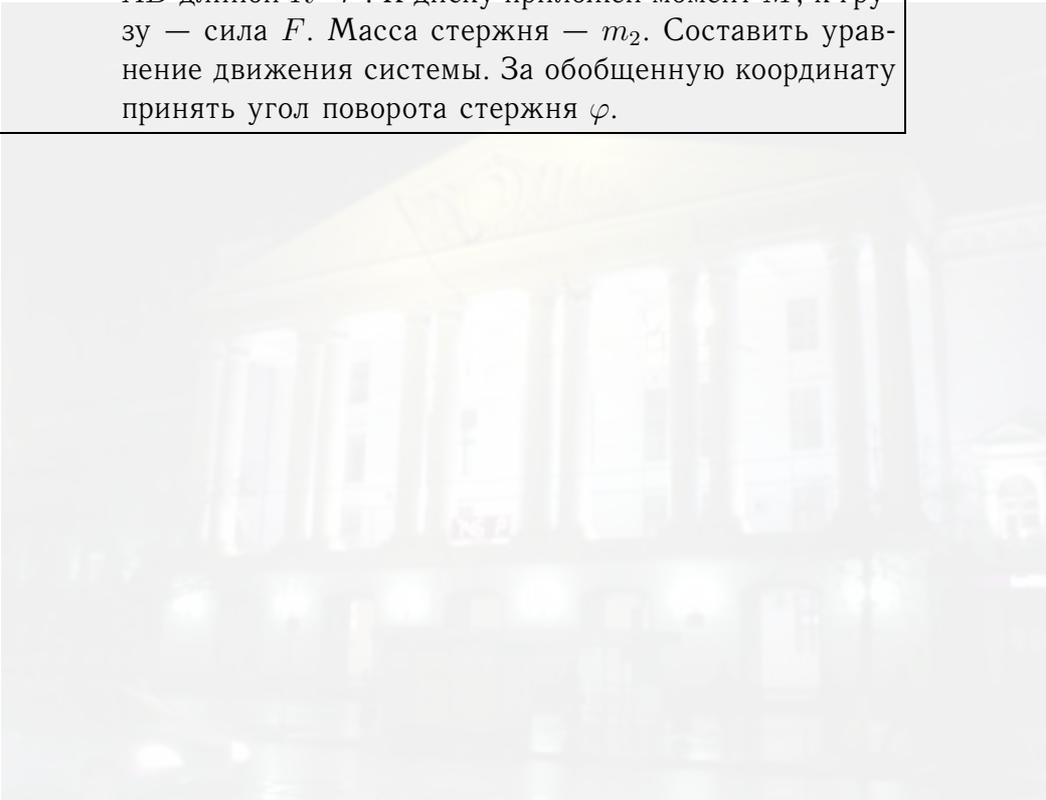 зу — сила F. Масса стержня — m₂. Составить урав-
нение движения системы. За обобщенную координату
принять угол поворота стержня φ.